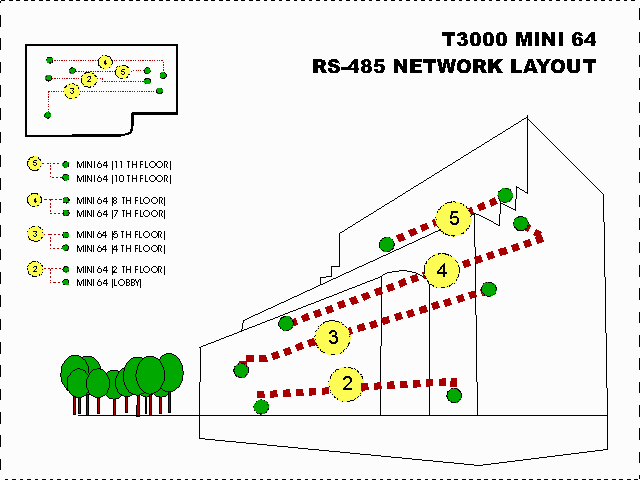 T3000 MINI 64
RS-485 NETWORK LAYOUT
4
5
2
3
5 MINI 64 (11 TH FLOOR)
MINI 64 (10 TH FLOOR)
4 MINI 64 (8 TH FLOOR)
MINI 64 (7 TH FLOOR)
3 MINI 64 (5 TH FLOOR)
MINI 64 (4 TH FLOOR)
2 MINI 64 (2 TH FLOOR)
MINI 64 (LOBBY)
5
4
3
2